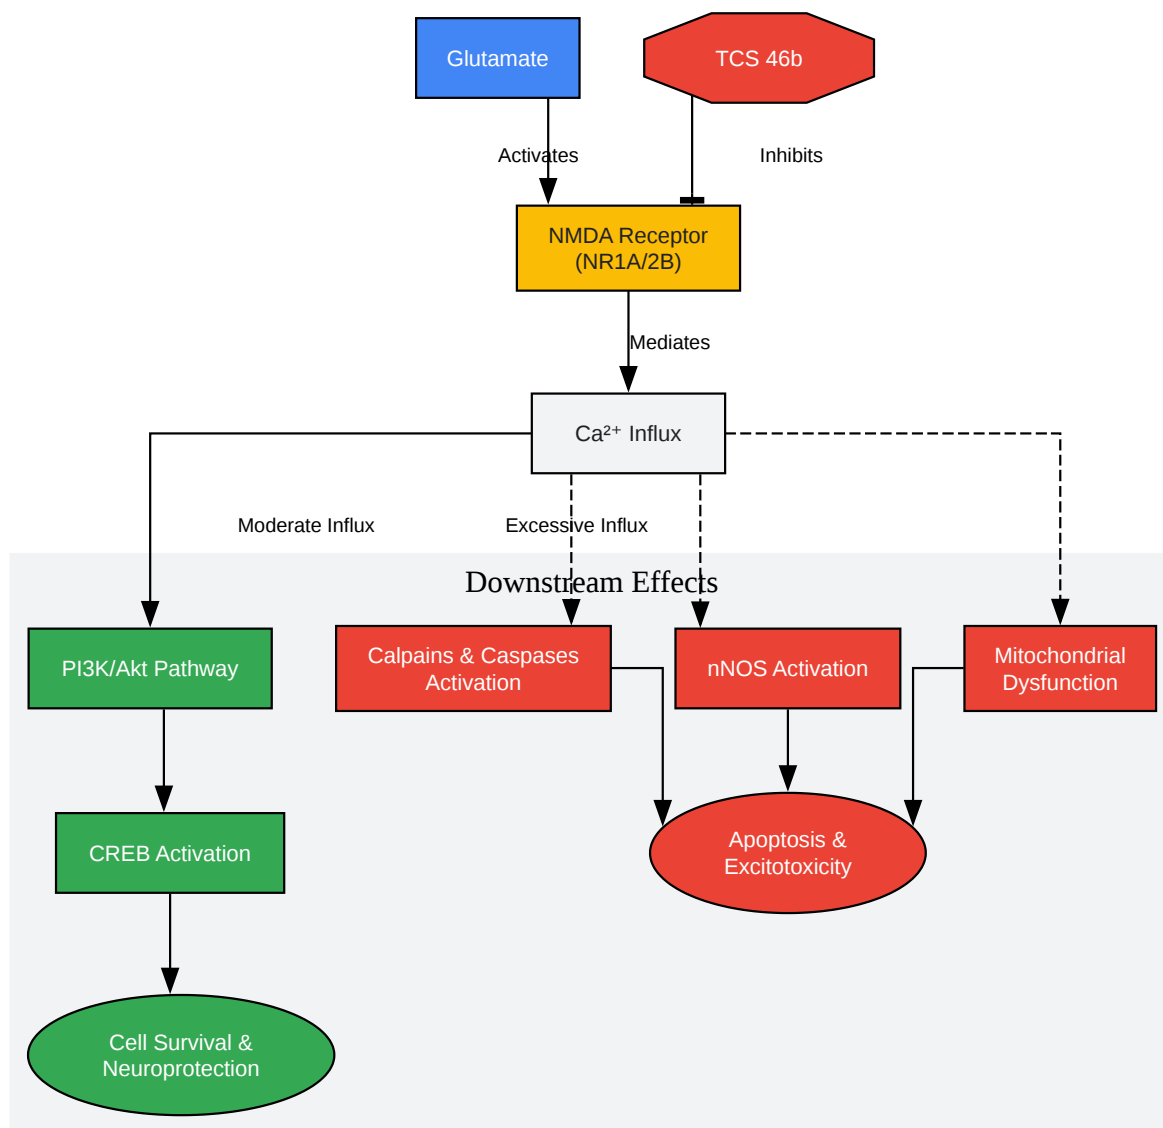 Glutamate
TCS 46b
Activates
Inhibits
NMDA Receptor
(NR1A/2B)
Mediates
Ca²⁺ Influx
Moderate Influx
Excessive Influx
Downstream Effects
PI3K/Akt Pathway
Calpains & Caspases
Activation
nNOS Activation
Mitochondrial
Dysfunction
CREB Activation
Apoptosis &
Excitotoxicity
Cell Survival &
Neuroprotection